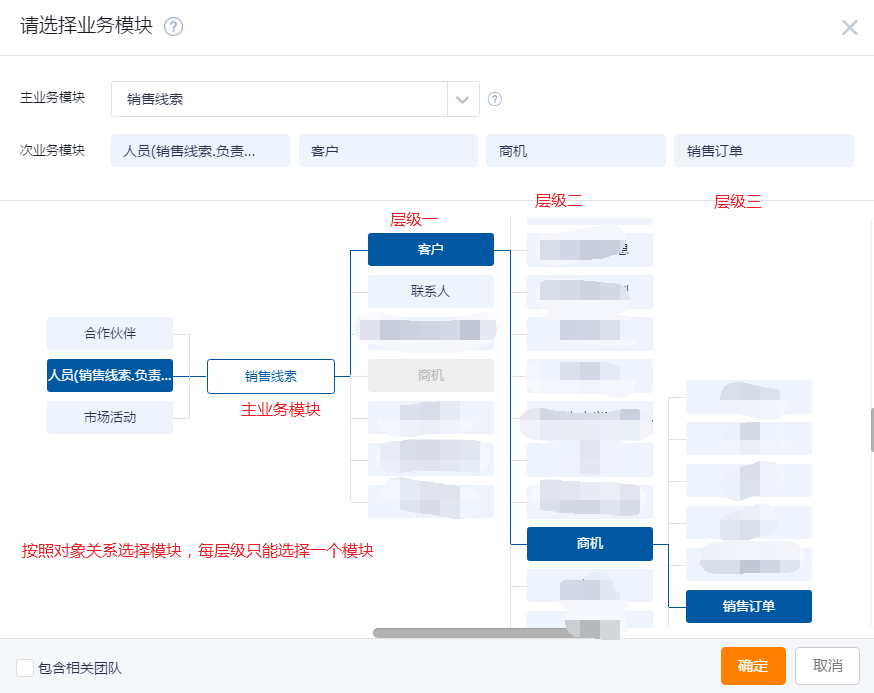 请选择业务模块 ?
主业务模块 销售线索 ?
次业务模块 人员(销售线索.负责... 客户 商机 销售订单
层级一 层级二 层级三
客户
联系人
合作伙伴
人员(销售线索.负责...
销售线索
商机
主业务模块
市场活动
商机
销售订单
按照对象关系选择模块，每层级只能选择一个模块
包含相关团队
确定 取消